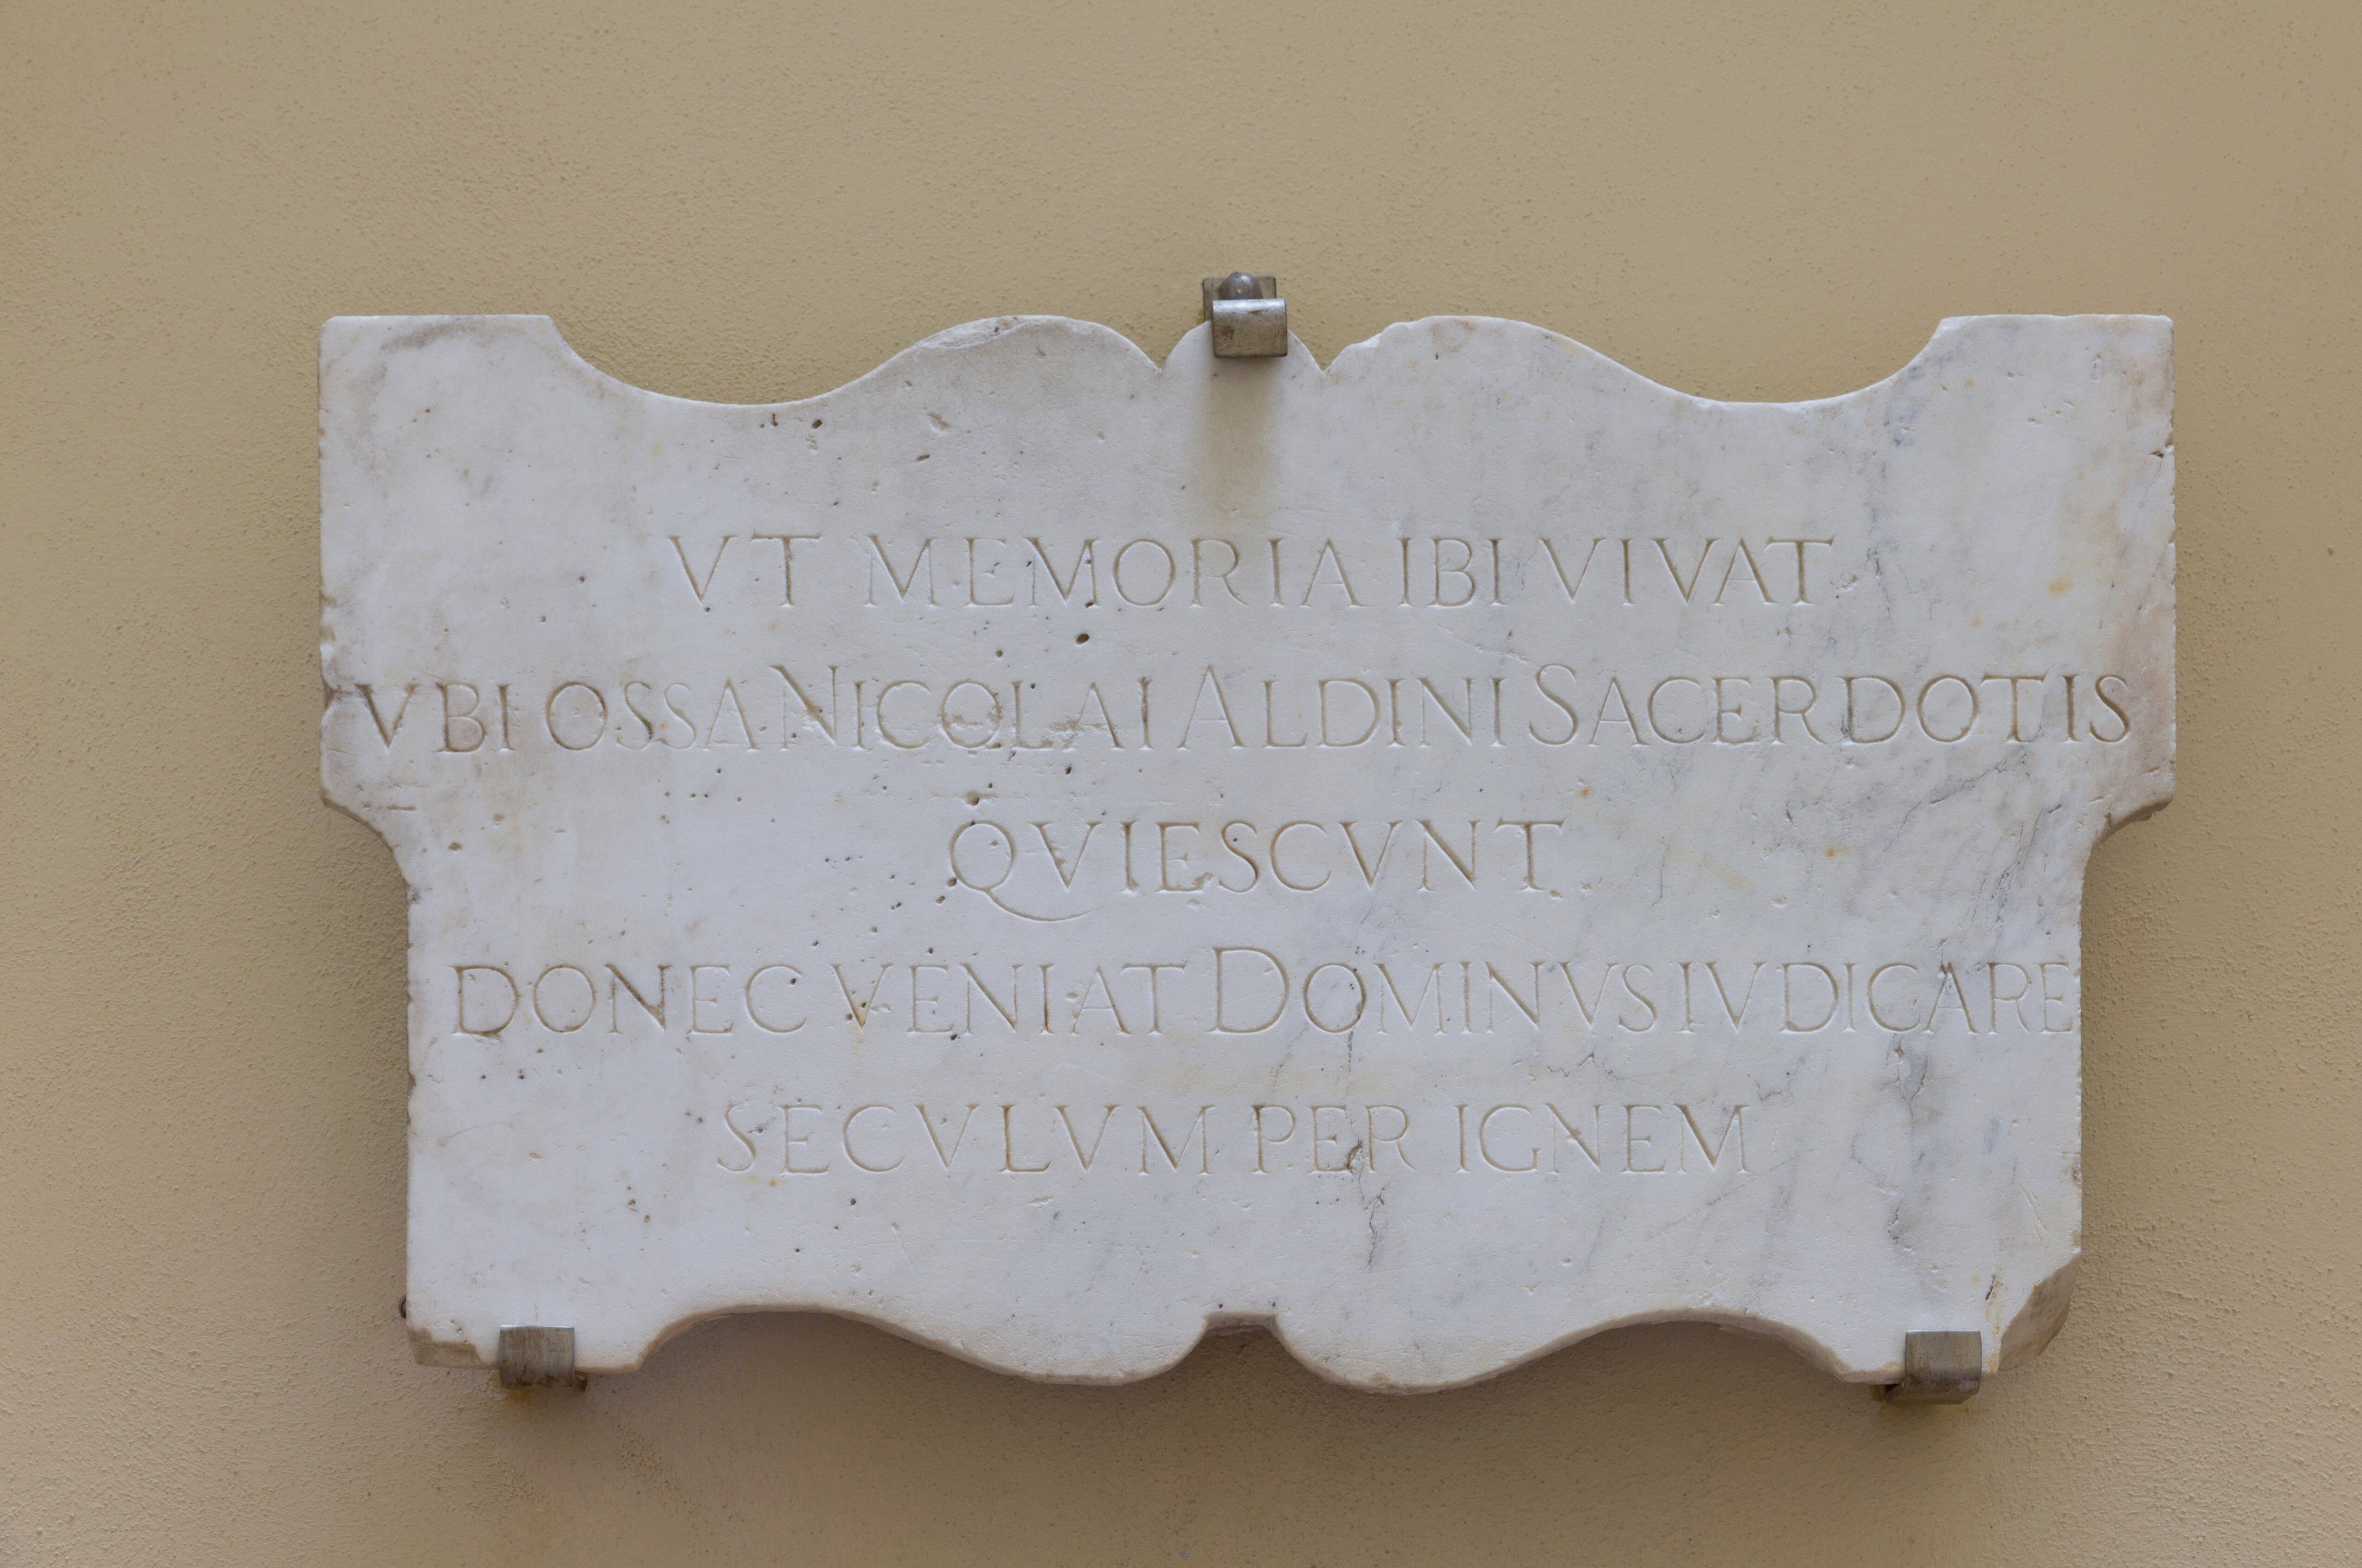 VT MEMORIA IBI VIVAT
VBI OSSA NICOLAI ALDINI SACERDOTIS
QVIESCVNT
DONEC VENIAT DOMINVS IVDICARE
SECVLVM PER IGNEM